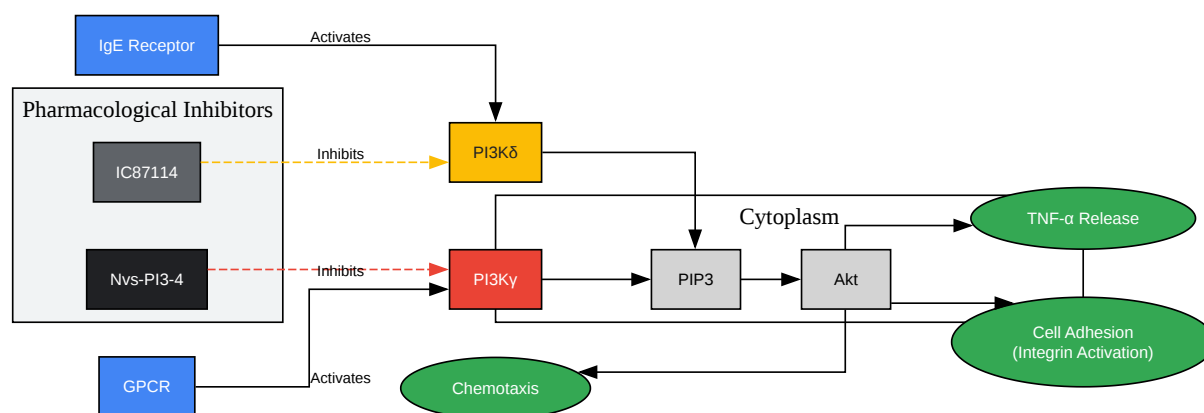 IgE Receptor
Activates
Pharmacological Inhibitors
IC87114
Inhibits
PI3Kδ
Cytoplasm
TNF-α Release
Nvs-PI3-4
Inhibits
PI3Kγ
PIP3
Akt
Cell Adhesion
(Integrin Activation)
GPCR
Activates
Chemotaxis